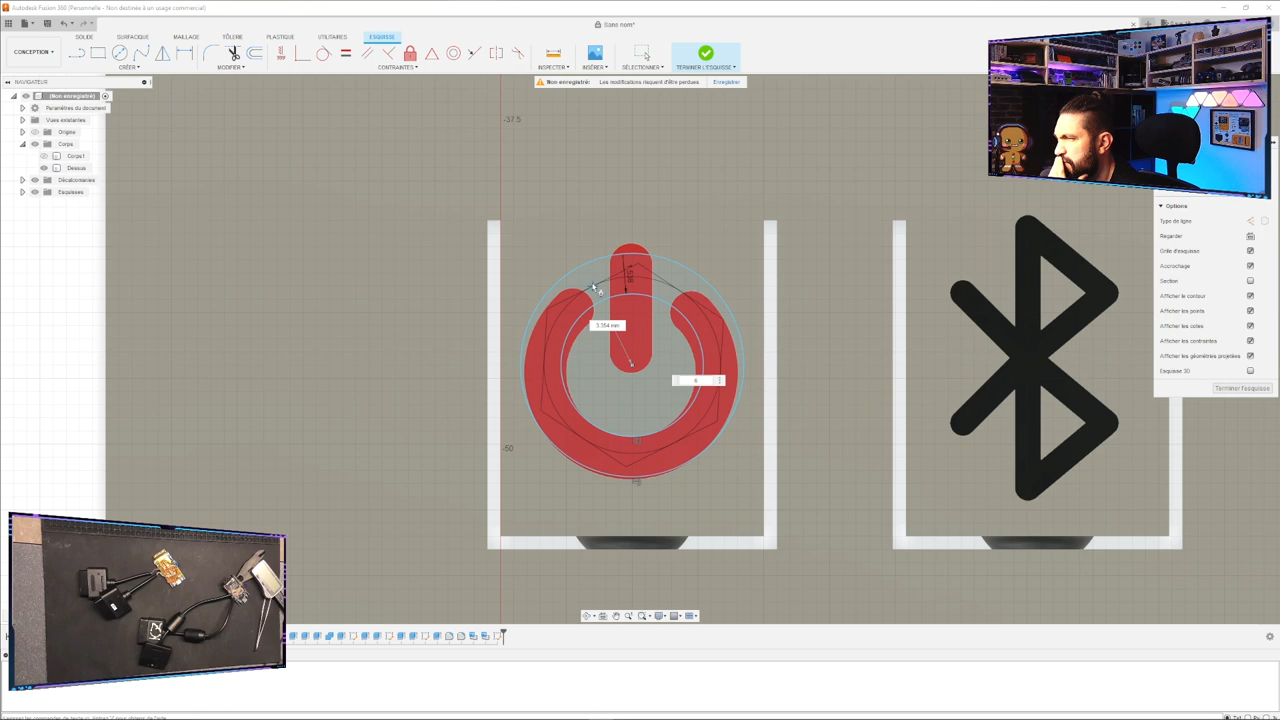 Autodesk Fusion 360 (Personnelle - Non destinée à un usage commercial)
Sans nom*
CONCEPTION
SOLIDE SURFACIQUE MAILLAGE TÔLERIE PLASTIQUE UTILITAIRES ESQUISSE
CRÉER MODIFIER CONTRAINTES INSPECTER INSÉRER SÉLECTIONNER TERMINER L'ESQUISSE
NAVIGATEUR
Non enregistré: Les modifications risquent d'être perdues Enregistrer
(Non enregistré)
Paramètres du document
Vues existantes
Origine
Corps
Corps1
Dessus
Décalcomanies
Esquisses
-37.5
3.354 mm
6
-50
Options
Type de ligne
Regarder
Grille d'esquisse
Accrochage
Section
Afficher le contour
Afficher les points
Afficher les cotes
Afficher les contraintes
Afficher les géométries projetées
Esquisse 3D
Terminer l'esquisse